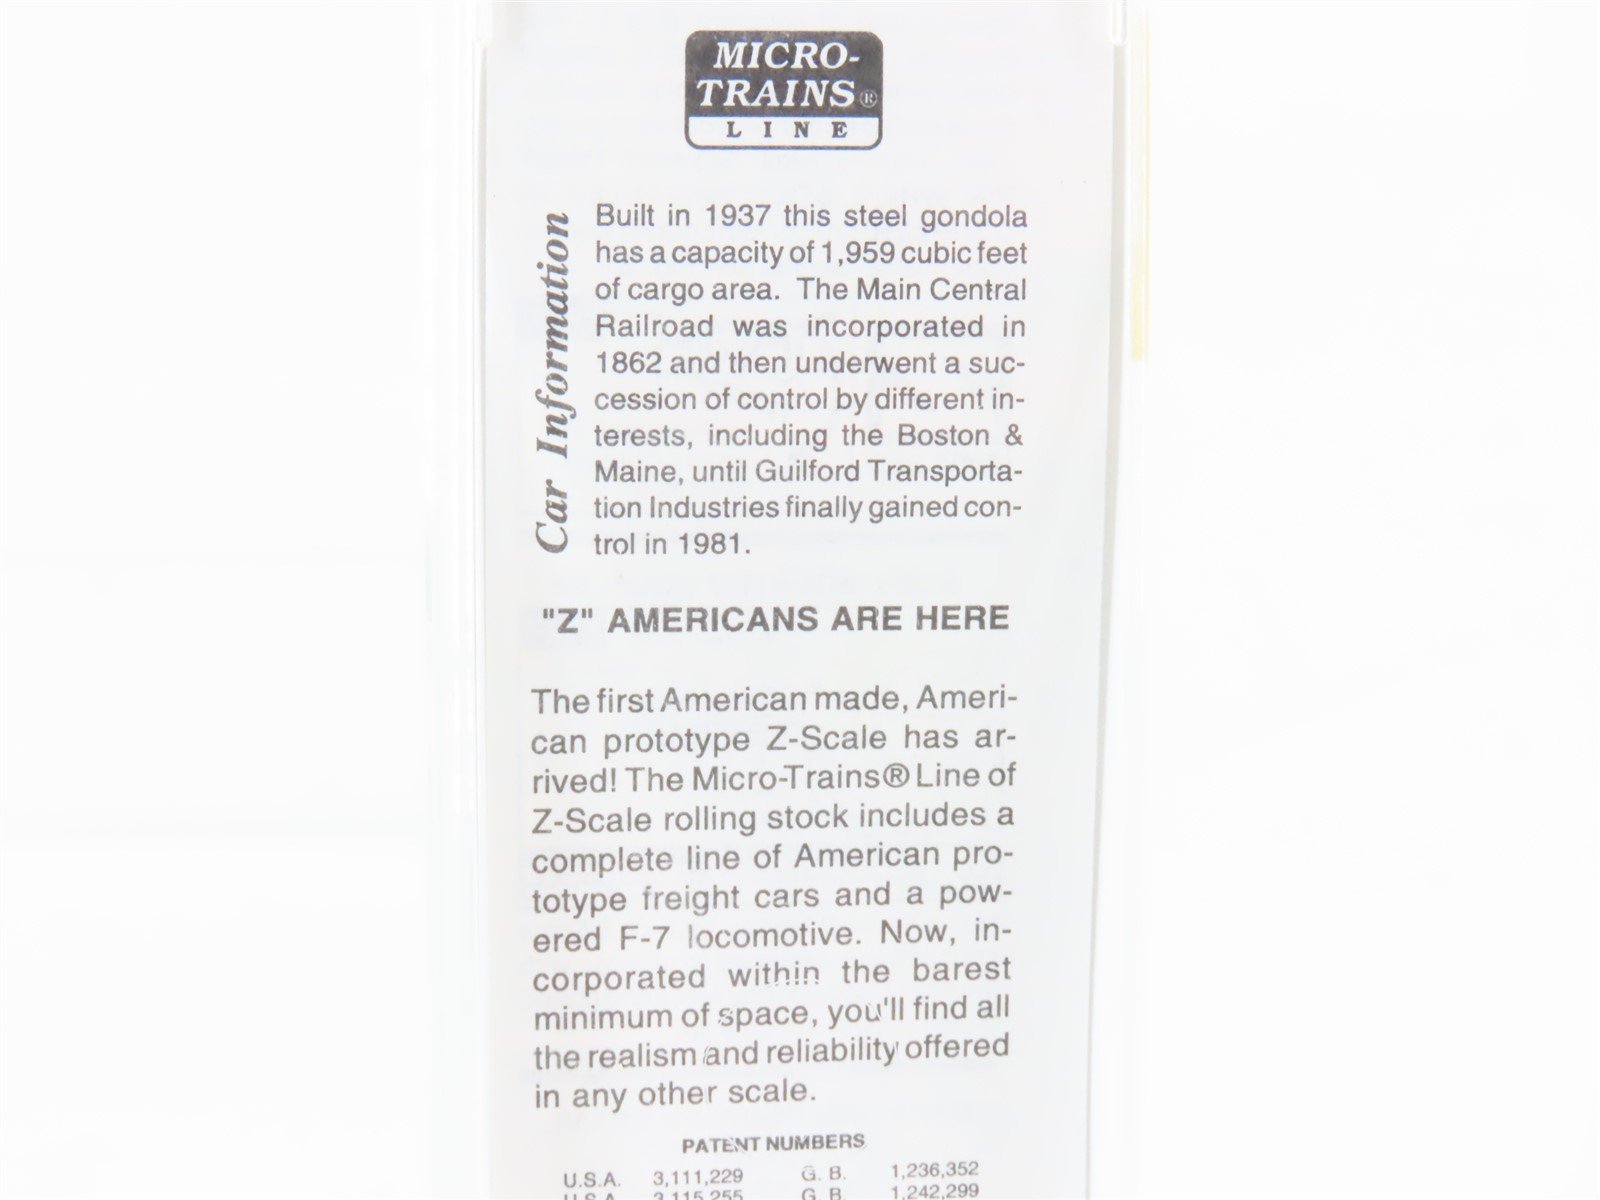 MICRO-
TRAINS®
LINE
Car Information
Built in 1937 this steel gondola
has a capacity of 1,959 cubic feet
of cargo area. The Main Central
Railroad was incorporated in
1862 and then underwent a suc-
cession of control by different in-
terests, including the Boston &
Maine, until Guilford Transporta-
tion Industries finally gained con-
trol in 1981.
"Z" AMERICANS ARE HERE
The first American made, Ameri-
can prototype Z-Scale has ar-
rived! The Micro-Trains® Line of
Z-Scale rolling stock includes a
complete line of American pro-
totype freight cars and a pow-
ered F-7 locomotive. Now, in-
corporated within the barest
minimum of space, you'll find all
the realism and reliability offered
in any other scale.
PATENT NUMBERS
U.S.A. 3,111,229 G. B. 1,236,352
U.S.A. 3,115,255 G. B. 1,242,299